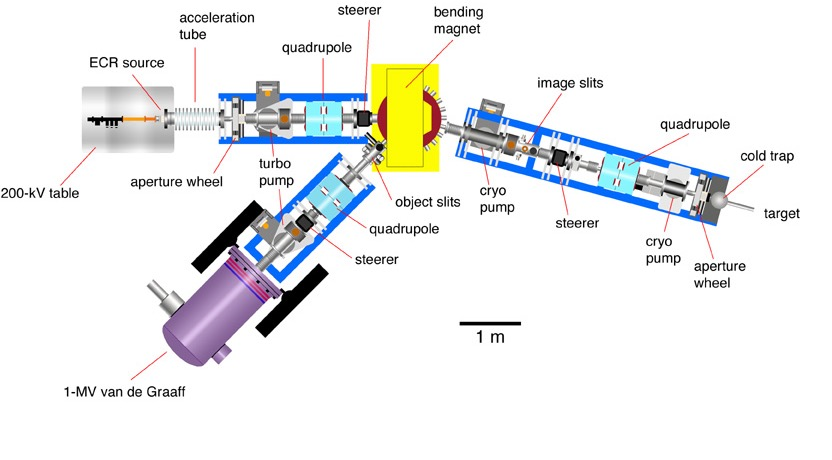 steerer
bending
magnet
acceleration
tube
quadrupole
ECR source
image slits
quadrupole
cold trap
200-kV table
aperture wheel
turbo
pump
object slits
cryo
pump
steerer
target
quadrupole
cryo
pump
aperture
wheel
steerer
1 m
1-MV van de Graaff